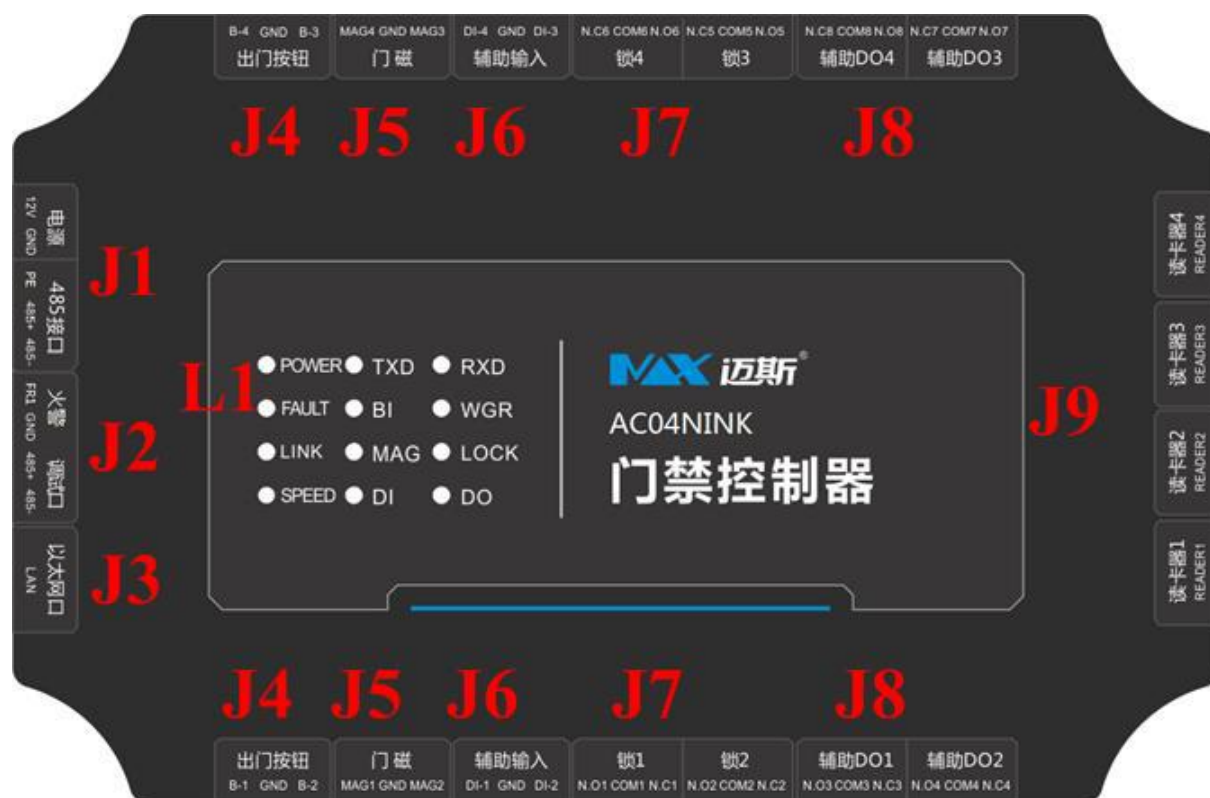 B-4 GND B-3
出门按钮
MAG4 GND MAG3
门磁
DI-4 GND DI-3
辅助输入
N.C6 COM6 N.O6
锁4
N.C5 COM5 N.O5
锁3
N.C8 COM8 N.O8
辅助DO4
N.C7 COM7 N.O7
辅助DO3
J4
J5
J6
J7
J8
电源
12V GND
J1
485接口
PE 485+ 485-
火警
FR1 GND
调试口
485+ 485-
J2
以太网口
LAN
J3
L1
POWER TXD RXD
FAULT BI WGR
LINK MAG LOCK
SPEED DI DO
MAX 迈斯®
AC04NINK
门禁控制器
J9
读卡器4
READER4
读卡器3
READER3
读卡器2
READER2
读卡器1
READER1
J4
J5
J6
J7
J8
出门按钮
B-1 GND B-2
门磁
MAG1 GND MAG2
辅助输入
DI-1 GND DI-2
锁1
N.O1 COM1 N.C1
锁2
N.O2 COM2 N.C2
辅助DO1
N.O3 COM3 N.C3
辅助DO2
N.O4 COM4 N.C4